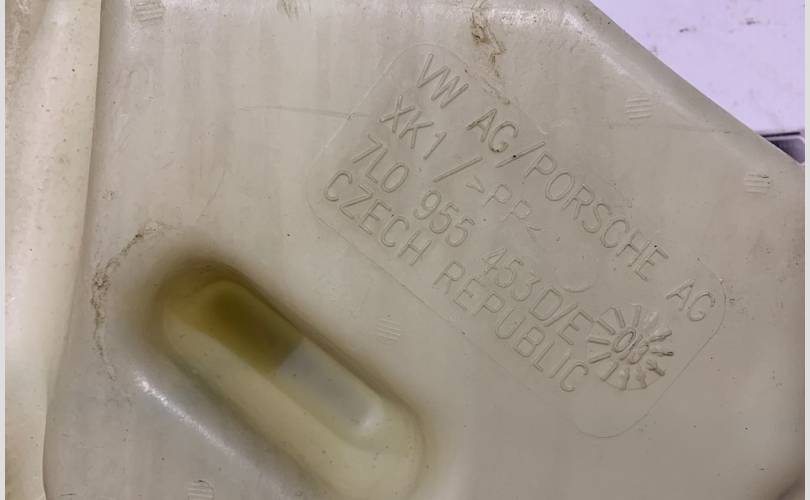 VW AG/PORSCHE AG
XK1 />PP<
7L0 955 453D/E
CZECH REPUBLIC